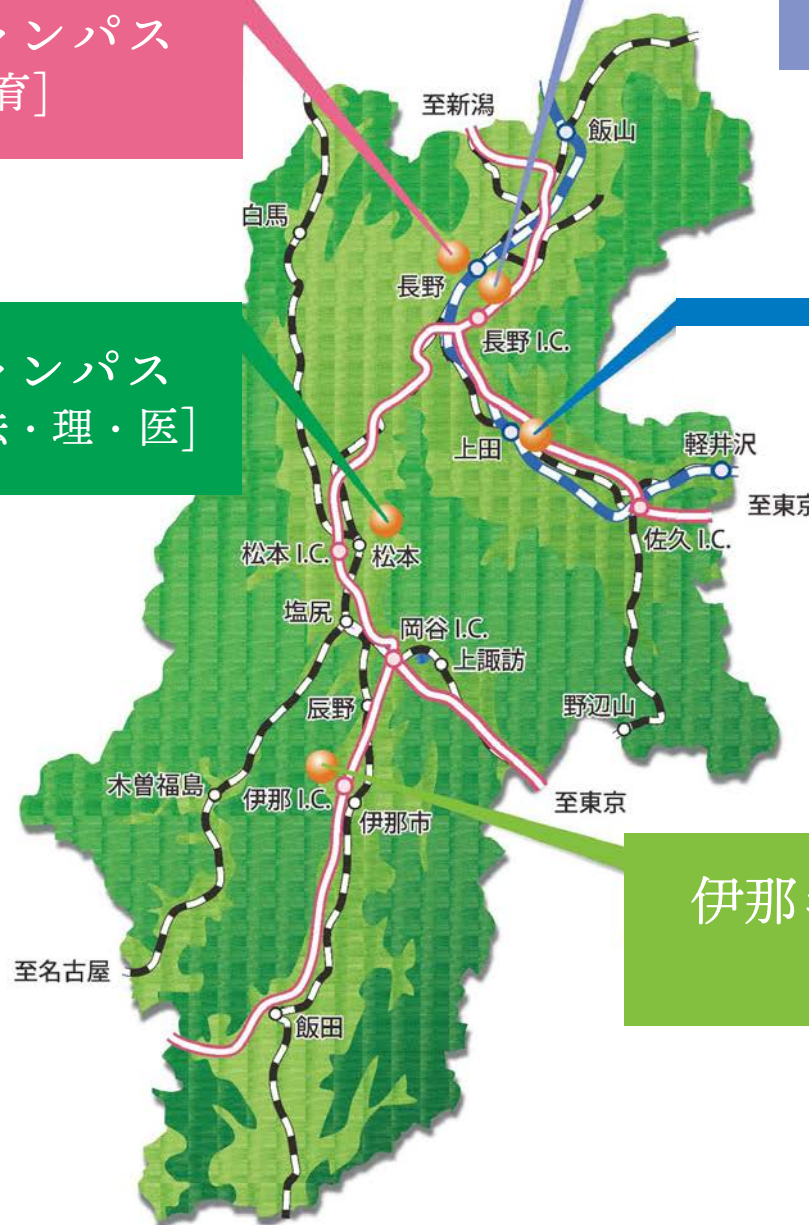 ャンパス
育]
至新潟
飯山
白馬
長野
長野 I.C.
ャンパス
・理・医]
上田
軽井沢
至東京
佐久 I.C.
松本 I.C.
松本
塩尻
岡谷 I.C.
上諏訪
辰野
野辺山
木曽福島
伊那 I.C.
伊那市
至東京
伊那
至名古屋
飯田